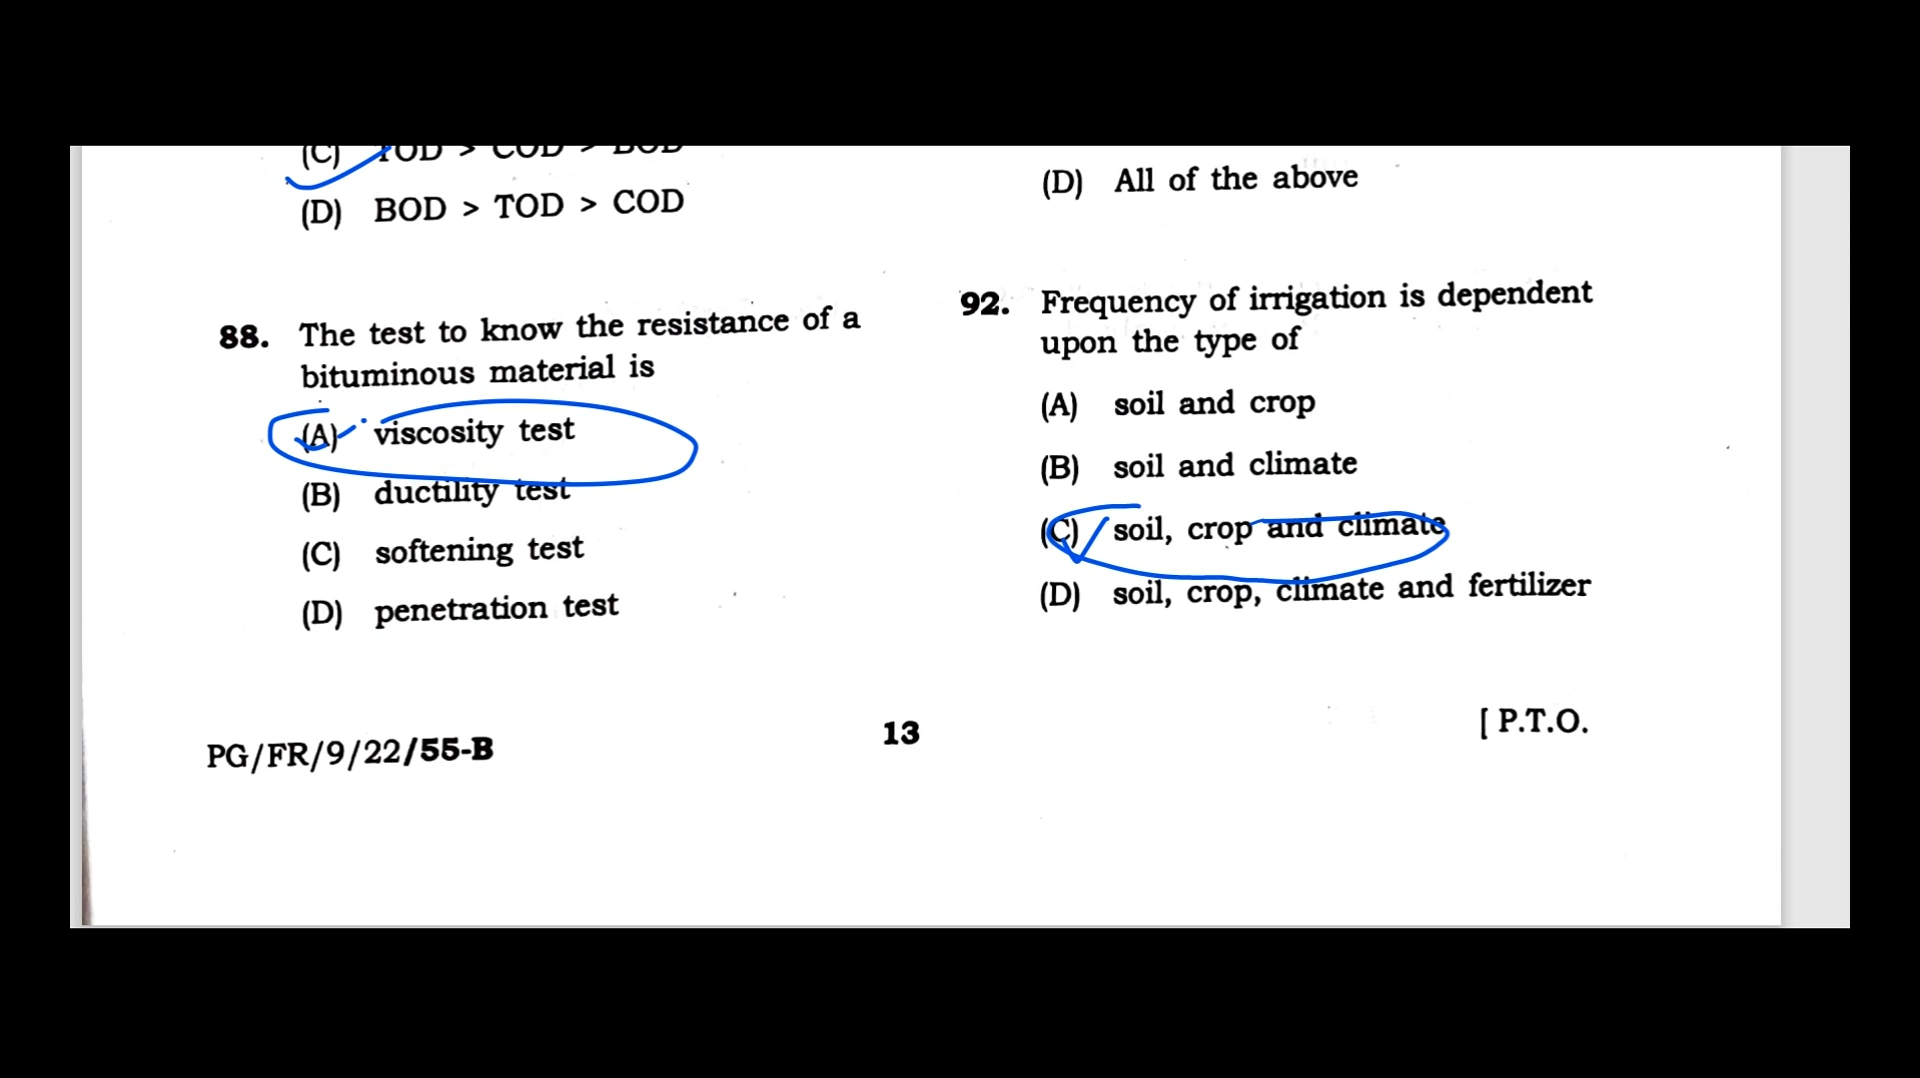 (C) TOD > COD > BOD
(D) BOD > TOD > COD
88. The test to know the resistance of a
bituminous material is
(A) viscosity test
(B) ductility test
(C) softening test
(D) penetration test
(D) All of the above
92. Frequency of irrigation is dependent
upon the type of
(A) soil and crop
(B) soil and climate
(C) soil, crop and climate
(D) soil, crop, climate and fertilizer
PG/FR/9/22/55-B
13
[ P.T.O.